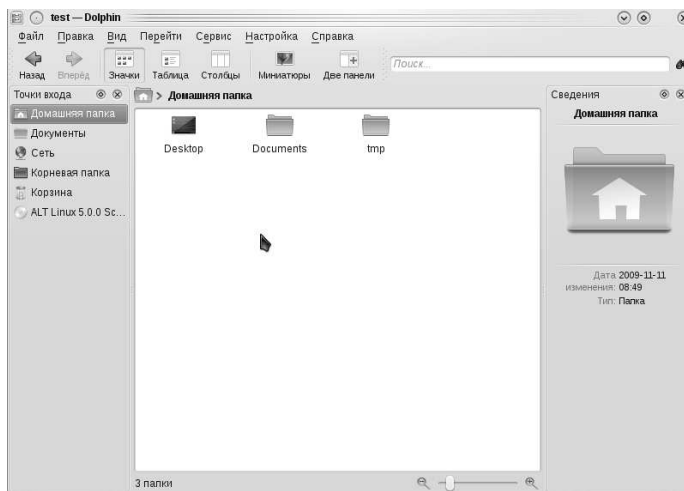 test — Dolphin
Файл Правка Вид Перейти Сервис Настройка Справка
Назад Вперёд Значки Таблица Столбцы Миниатюры Две панели Поиск...
Точки входа
Домашняя папка
Документы
Сеть
Корневая папка
Корзина
ALT Linux 5.0.0 Sc...
> Домашняя папка
Desktop Documents tmp
3 папки
Сведения
Домашняя папка
Дата изменения: 2009-11-11 08:49
Тип: Папка